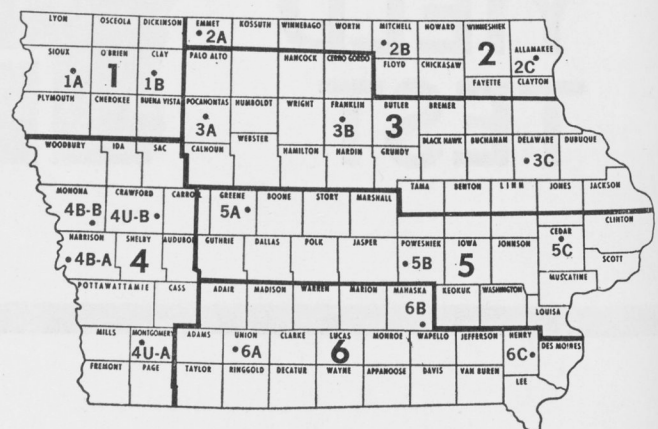 LYON OSCEOLA DICKINSON EMMET KOSSUTH WINNEBAGO WORTH MITCHELL HOWARD WINNESHIEK ALLAMAKEE
2A 2B 2 2C
SIOUX O'BRIEN CLAY PALO ALTO HANCOCK CERRO GORDO FLOYD CHICKASAW FAYETTE CLAYTON
1A 1 1B
PLYMOUTH CHEROKEE BUENA VISTA POCAHONTAS HUMBOLDT WRIGHT FRANKLIN BUTLER BREMER
3A 3B 3
WOODBURY IDA SAC CALHOUN WEBSTER HAMILTON HARDIN GRUNDY BLACK HAWK BUCHANAN DELAWARE DUBUQUE
3C
MONONA CRAWFORD CARROLL GREENE BOONE STORY MARSHALL TAMA BENTON LINN JONES JACKSON
4B-B 4U-B 5A
CLINTON
HARRISON SHELBY AUDUBON GUTHRIE DALLAS POLK JASPER POWESHIEK IOWA JOHNSON CEDAR SCOTT
4B-A 4 5B 5 5C
MUSCATINE
POTTAWATTAMIE CASS ADAIR MADISON WARREN MARION MAHASKA KEOKUK WASHINGTON LOUISA
6B
MILLS MONTGOMERY ADAMS UNION CLARKE LUCAS MONROE WAPELLO JEFFERSON HENRY DES MOINES
4U-A 6A 6 6C
FREMONT PAGE TAYLOR RINGGOLD DECATUR WAYNE APPANOOSE DAVIS VAN BUREN LEE